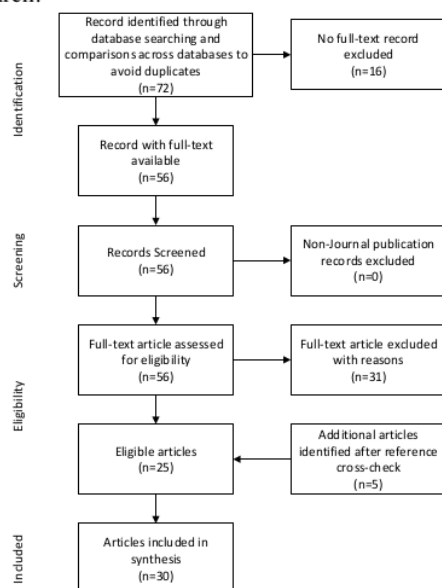 Record identified through
database searching and
comparisons across databases to
avoid duplicates
(n=72)
No full-text record
excluded
(n=16)
Identification
Record with full-text
available
(n=56)
Screening
Records Screened
(n=56)
Non-Journal publication
records excluded
(n=0)
Full-text article assessed
for eligibility
(n=56)
Full-text article excluded
with reasons
(n=31)
Eligibility
Eligible articles
(n=25)
Additional articles
identified after reference
cross-check
(n=5)
Included
Articles included in
synthesis
(n=30)